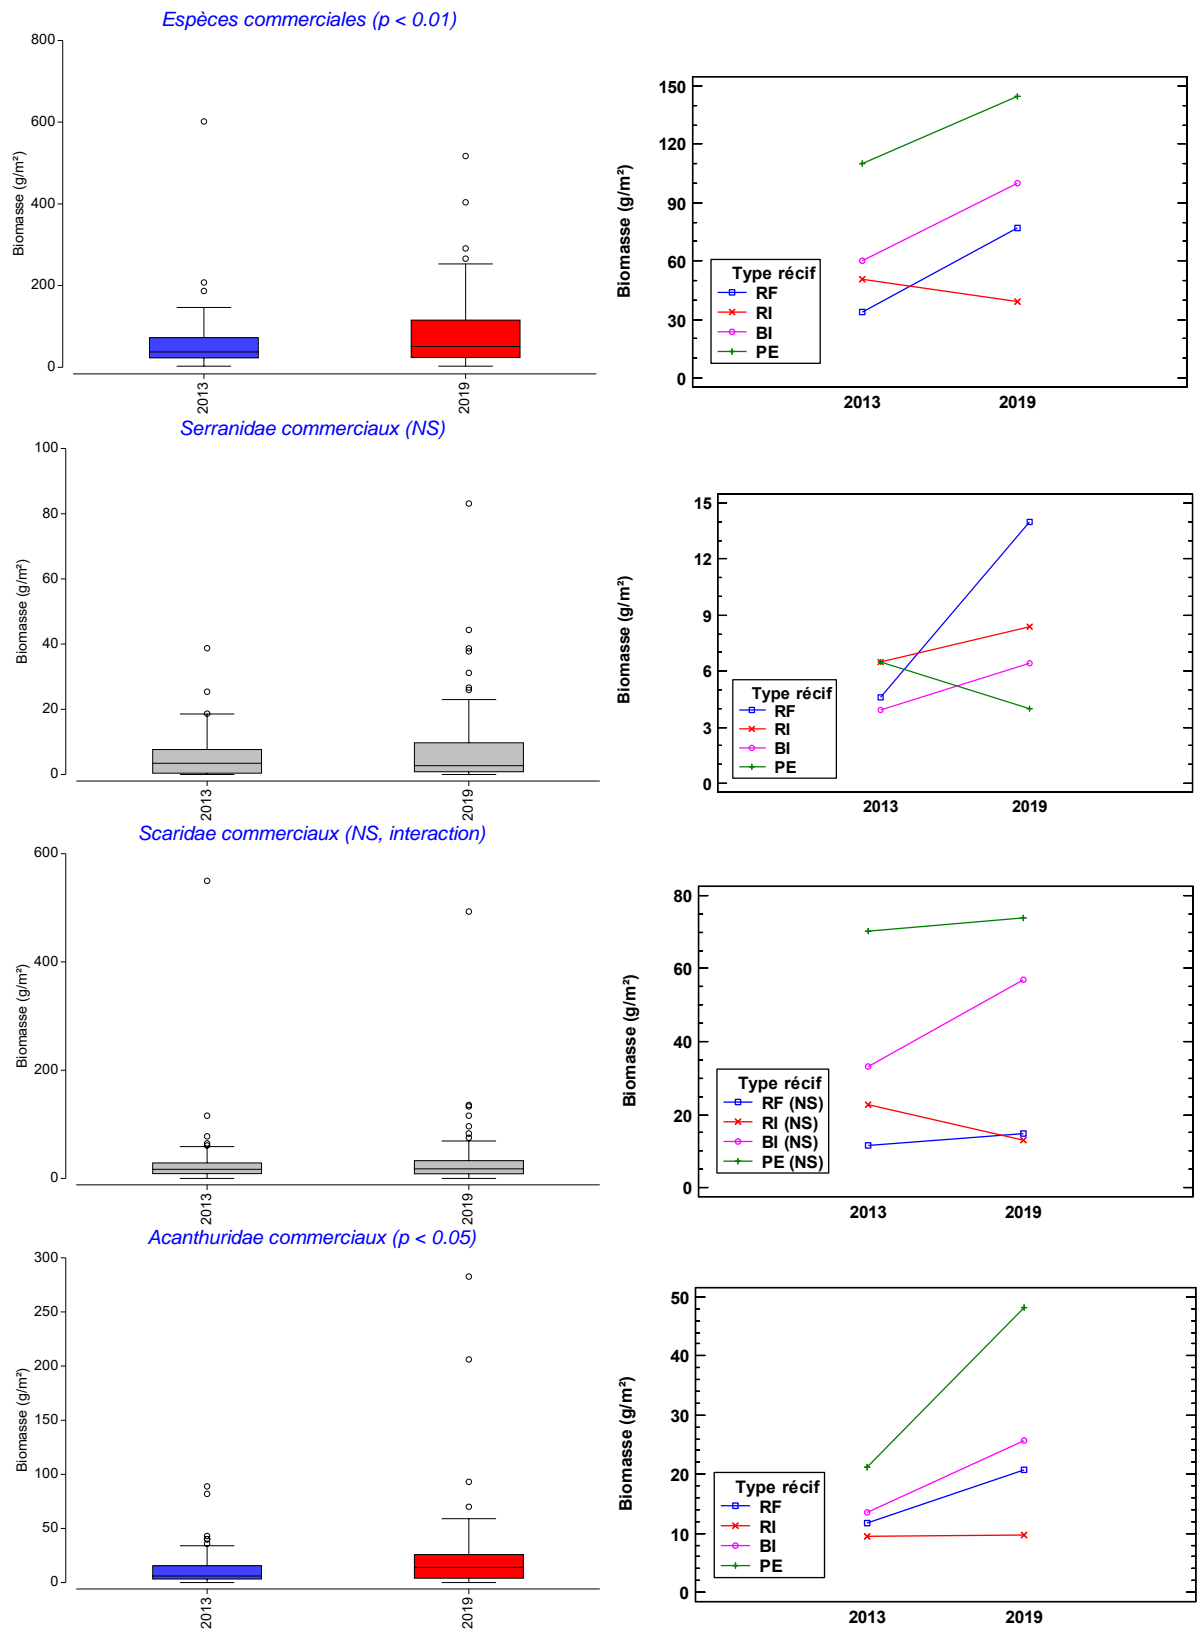 Espèces commerciales (p < 0.01)
800
600
400
200
0
Biomasse (g/m²)
2013
2019
150
120
90
60
30
0
Biomasse (g/m²)
Type récif
RF
RI
BI
PE
2013
2019
Serranidae commerciaux (NS)
100
80
60
40
20
0
Biomasse (g/m²)
2013
2019
15
12
9
6
3
0
Biomasse (g/m²)
Type récif
RF
RI
BI
PE
2013
2019
Scaridae commerciaux (NS, interaction)
600
400
200
0
Biomasse (g/m²)
2013
2019
80
60
40
20
0
Biomasse (g/m²)
Type récif
RF (NS)
RI (NS)
BI (NS)
PE (NS)
2013
2019
Acanthuridae commerciaux (p < 0.05)
300
250
200
150
100
50
0
Biomasse (g/m²)
2013
2019
50
40
30
20
10
0
Biomasse (g/m²)
Type récif
RF
RI
BI
PE
2013
2019